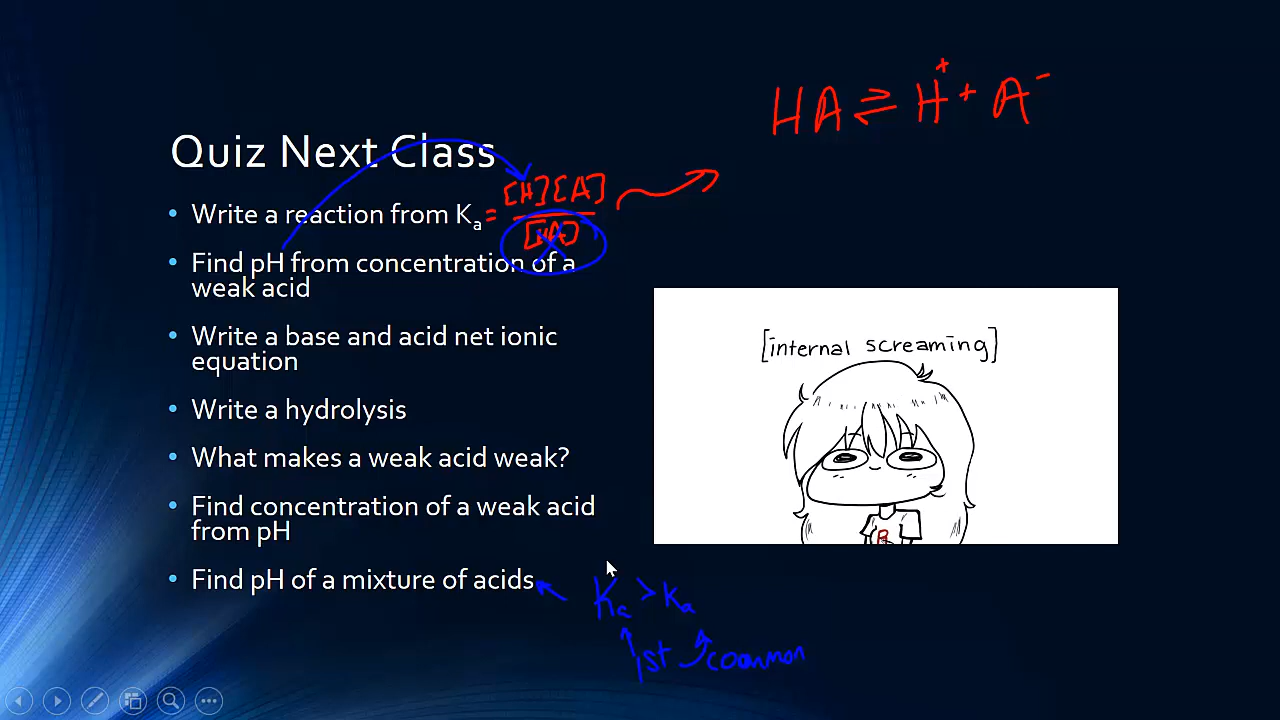 HA ⇌ H⁺ + A⁻
Quiz Next Class
• Write a reaction from Kₐ = [H][A] / [HA]
• Find pH from concentration of a
weak acid
• Write a base and acid net ionic
equation
• Write a hydrolysis
• What makes a weak acid weak?
• Find concentration of a weak acid
from pH
• Find pH of a mixture of acids
[internal screaming]
R
1st common